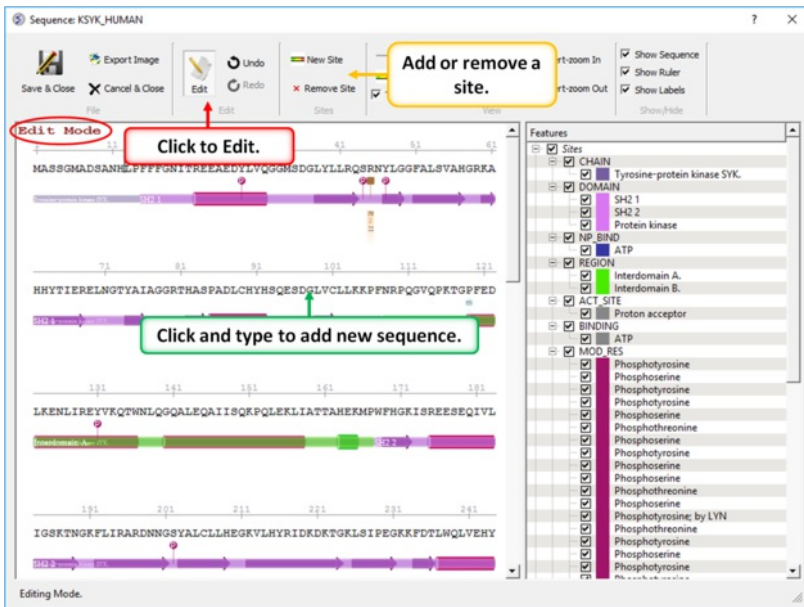 Sequence: KSYK_HUMAN
Export Image
Undo
New Site
rt-zoom In
Show Sequence
Add or remove a
site.
Save & Close
Cancel & Close
Edit
Redo
Remove Site
rt-zoom Out
Show Ruler
Show Labels
File
Edit
Sites
View
Show/Hide
Edit Mode
Click to Edit.
Features
11
41
51
61
MASSGMADSANHLPFFFGNITREEAEDYLVQGGMSDGLYLLRQSRNYLGGFALSVAHGRKA
SH2 1
71
81
91
101
111
121
HHYTIERELNGTYAIAGGRTHASPADLCHYHSQESDGLVCLLKKPFNRPQGVQPKTGPFED
SH2 1
Click and type to add new sequence.
131
141
151
161
171
181
LKENLIREYVKQTWNLQGQALEQAIISQKPQLEKLIATTAHEKMPWFHGKISREESEQIVL
Interdomain A.
SH2 2
191
201
211
221
231
241
IGSKTNGKFLIRARDNNGSYALCLLHEGKVLHYRIDKDKTGKLSIPEGKKFDTLWQLVEHY
SH2 2
Sites
CHAIN
Tyrosine-protein kinase SYK.
DOMAIN
SH2 1
SH2 2
Protein kinase
NP_BIND
ATP
REGION
Interdomain A.
Interdomain B.
ACT_SITE
Proton acceptor
BINDING
ATP
MOD_RES
Phosphotyrosine
Phosphoserine
Phosphotyrosine
Phosphotyrosine
Phosphoserine
Phosphothreonine
Phosphoserine
Phosphotyrosine
Phosphoserine
Phosphoserine
Phosphothreonine
Phosphoserine
Phosphotyrosine; by LYN
Phosphothreonine
Phosphotyrosine
Phosphoserine
Phosphotyrosine
Phosphotyrosine
Editing Mode.